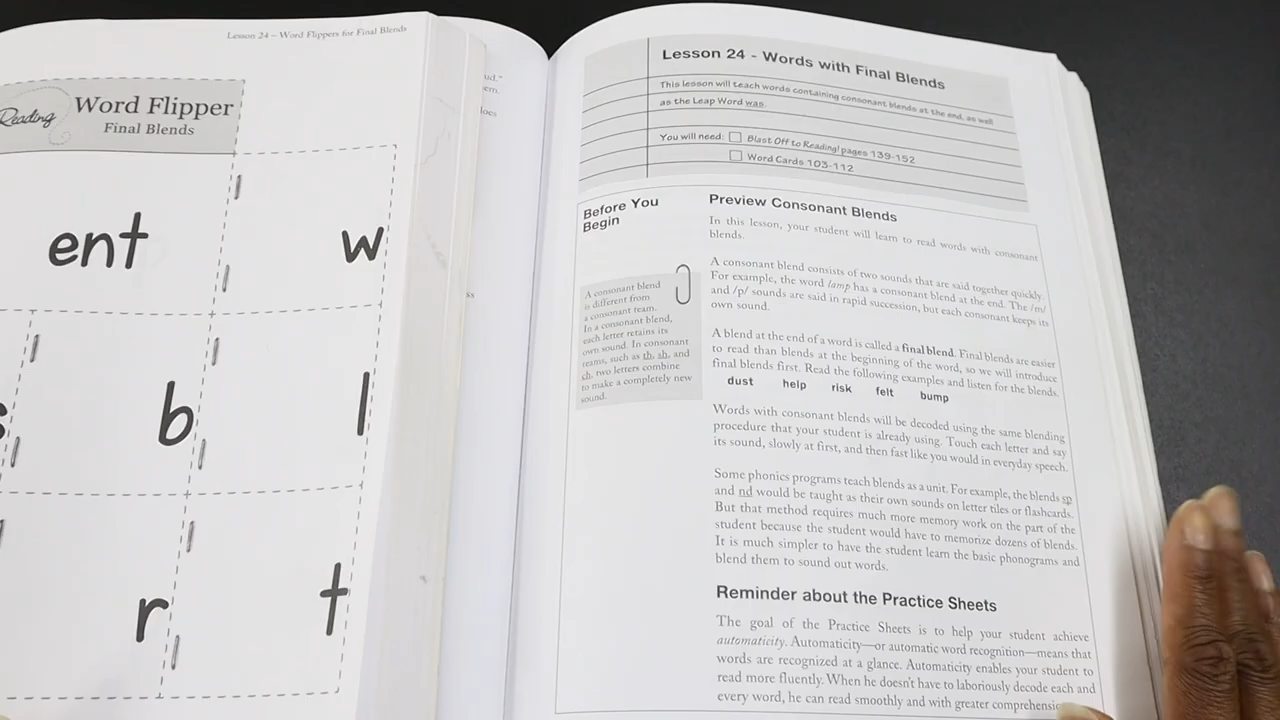 Lesson 24 – Word Flippers for Final Blends
Reading
Word Flipper
Final Blends
ent
w
b
l
r
t
ud."
em.
Lesson 24 - Words with Final Blends
This lesson will teach words containing consonant blends at the end, as well
as the Leap Word was.
You will need: Blast Off to Reading! pages 139-152
Word Cards 103-112
Before You
Begin
A consonant blend
is different from
a consonant team.
In a consonant blend,
each letter retains its
own sound. In consonant
teams, such as th, sh, and
ch, two letters combine
to make a completely new
sound.
Preview Consonant Blends
In this lesson, your student will learn to read words with consonant
blends.
A consonant blend consists of two sounds that are said together quickly.
For example, the word lamp has a consonant blend at the end. The /m/
and /p/ sounds are said in rapid succession, but each consonant keeps its
own sound.
A blend at the end of a word is called a final blend. Final blends are easier
to read than blends at the beginning of the word, so we will introduce
final blends first. Read the following examples and listen for the blends.
dust help risk felt bump
Words with consonant blends will be decoded using the same blending
procedure that your student is already using. Touch each letter and say
its sound, slowly at first, and then fast like you would in everyday speech.
Some phonics programs teach blends as a unit. For example, the blends sp
and nd would be taught as their own sounds on letter tiles or flashcards.
But that method requires much more memory work on the part of the
student because the student would have to memorize dozens of blends.
It is much simpler to have the student learn the basic phonograms and
blend them to sound out words.
Reminder about the Practice Sheets
The goal of the Practice Sheets is to help your student achieve
automaticity. Automaticity—or automatic word recognition—means that
words are recognized at a glance. Automaticity enables your student to
read more fluently. When he doesn't have to laboriously decode each and
every word, he can read smoothly and with greater